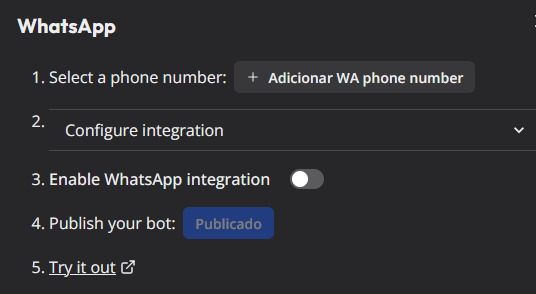 WhatsApp
1. Select a phone number: + Adicionar WA phone number
2. Configure integration
3. Enable WhatsApp integration
4. Publish your bot: Publicado
5. Try it out